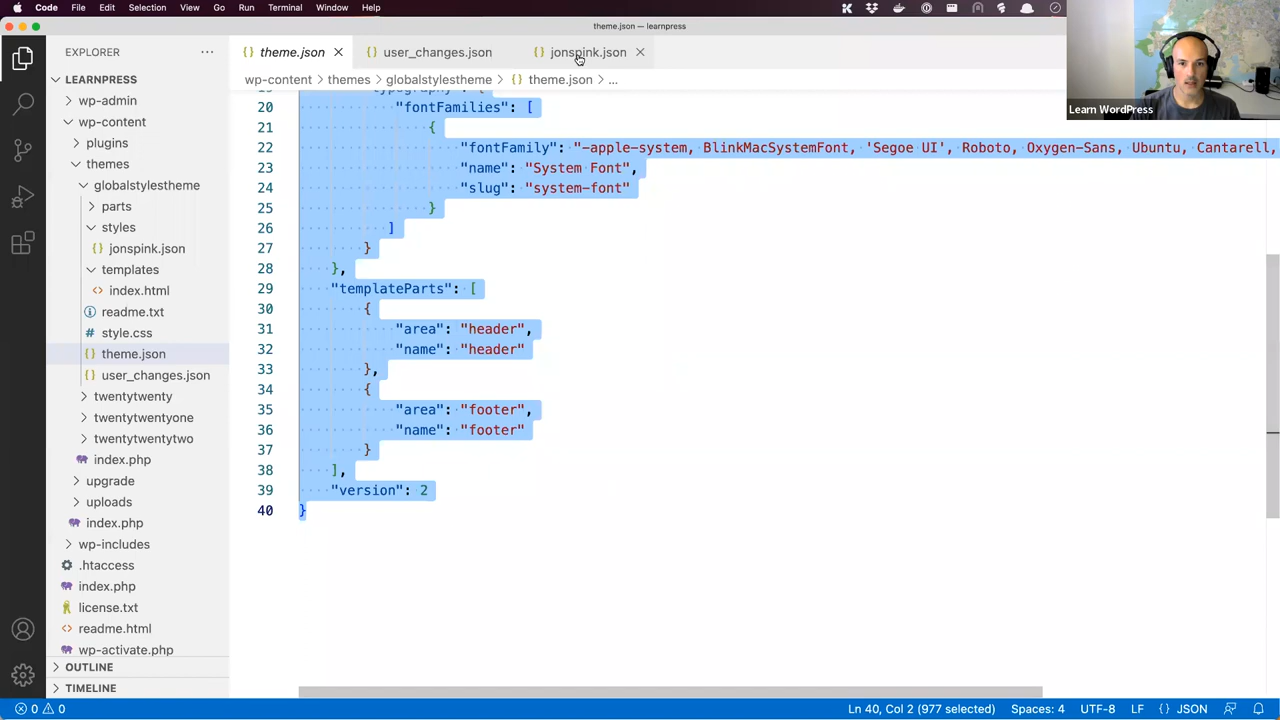 Code File Edit Selection View Go Run Terminal Window Help
theme.json — learnpress
EXPLORER
LEARNPRESS
wp-admin
wp-content
plugins
themes
globalstylestheme
parts
styles
jonspink.json
templates
index.html
readme.txt
style.css
theme.json
user_changes.json
twentytwenty
twentytwentyone
twentytwentytwo
index.php
upgrade
uploads
index.php
wp-includes
.htaccess
index.php
license.txt
readme.html
wp-activate.php
OUTLINE
TIMELINE
theme.json user_changes.json jonspink.json
wp-content themes globalstylestheme theme.json ...
20 "fontFamilies": [
21 {
22 "fontFamily": "-apple-system, BlinkMacSystemFont, 'Segoe UI', Roboto, Oxygen-Sans, Ubuntu, Cantarell,
23 "name": "System Font",
24 "slug": "system-font"
25 }
26 ]
27 }
28 },
29 "templateParts": [
30 {
31 "area": "header",
32 "name": "header"
33 },
34 {
35 "area": "footer",
36 "name": "footer"
37 }
38 ],
39 "version": 2
40 }
Learn WordPress
0 0 Ln 40, Col 2 (977 selected) Spaces: 4 UTF-8 LF {} JSON